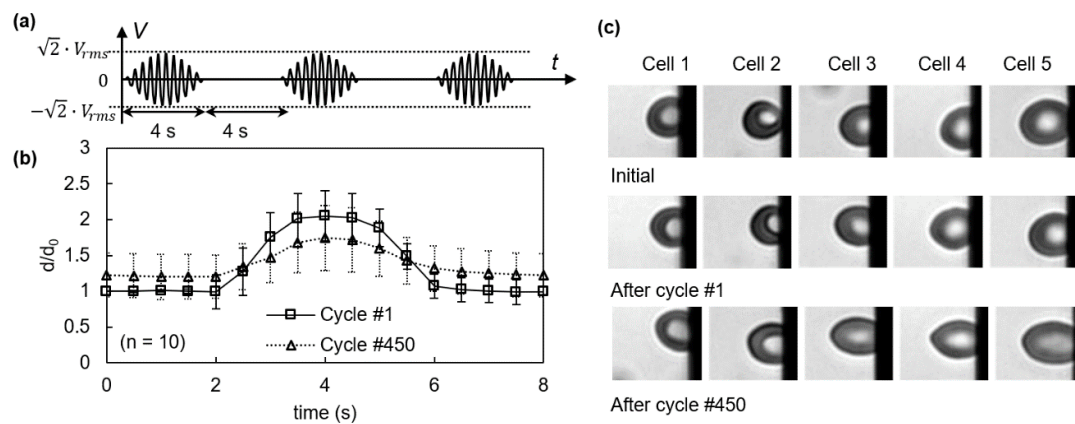 (a)
V
√2 · Vrms
0
t
−√2 · Vrms
4 s
4 s
(b)
3
2.5
2
1.5
1
0.5
0
d/d0
Cycle #1
Cycle #450
(n = 10)
0 2 4 6 8
time (s)
(c)
Cell 1 Cell 2 Cell 3 Cell 4 Cell 5
Initial
After cycle #1
After cycle #450